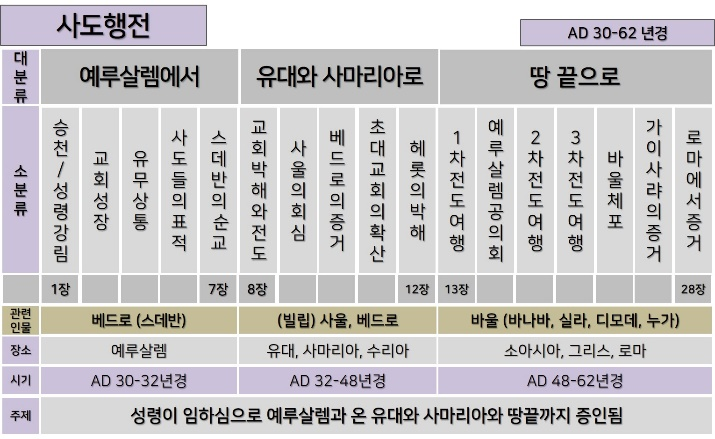 사도행전
AD 30-62 년경
대분류
예루살렘에서
유대와 사마리아로
땅 끝으로
소분류
승천/성령강림
교회성장
유무상통
사도들의표적
스데반의순교
교회박해와전도
사울의회심
베드로의증거
초대교회의확산
헤롯의박해
1차전도여행
예루살렘공의회
2차전도여행
3차전도여행
바울체포
가이사랴의증거
로마에서증거
1장
7장
8장
12장
13장
28장
관련
인물
베드로 (스데반)
(빌립) 사울, 베드로
바울 (바나바, 실라, 디모데, 누가)
장소
예루살렘
유대, 사마리아, 수리아
소아시아, 그리스, 로마
시기
AD 30-32년경
AD 32-48년경
AD 48-62년경
주제
성령이 임하심으로 예루살렘과 온 유대와 사마리아와 땅끝까지 증인됨